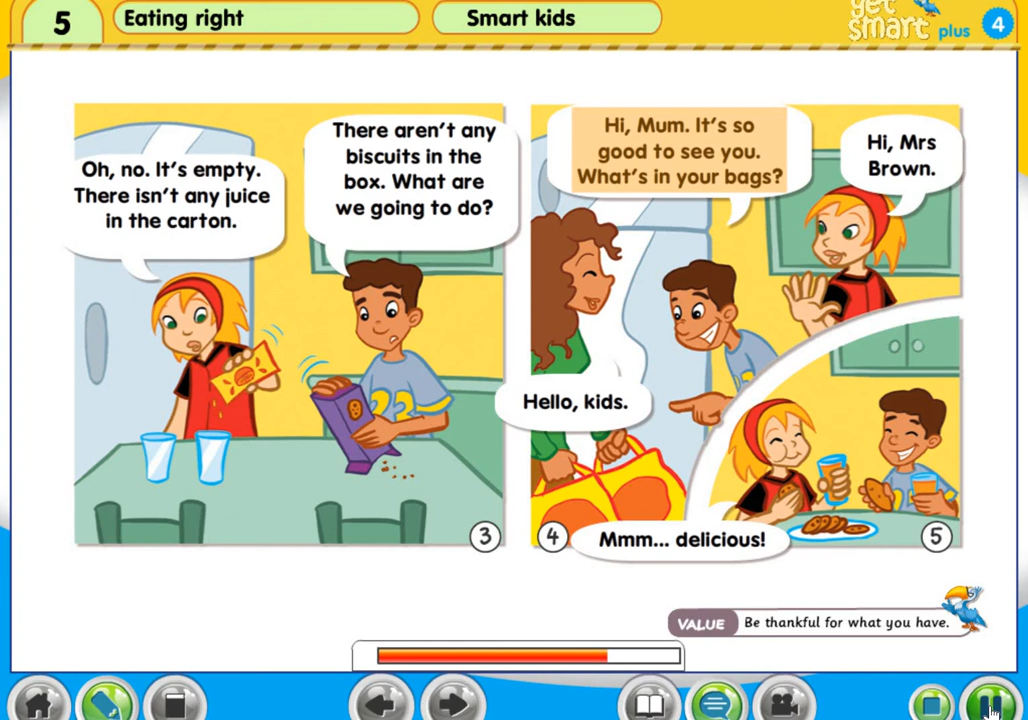 5
Eating right
Smart kids
get
smart plus 4
Oh, no. It's empty.
There isn't any juice
in the carton.
There aren't any
biscuits in the
box. What are
we going to do?
3
Hi, Mum. It's so
good to see you.
What's in your bags?
Hi, Mrs
Brown.
Hello, kids.
4
Mmm... delicious!
5
VALUE Be thankful for what you have.